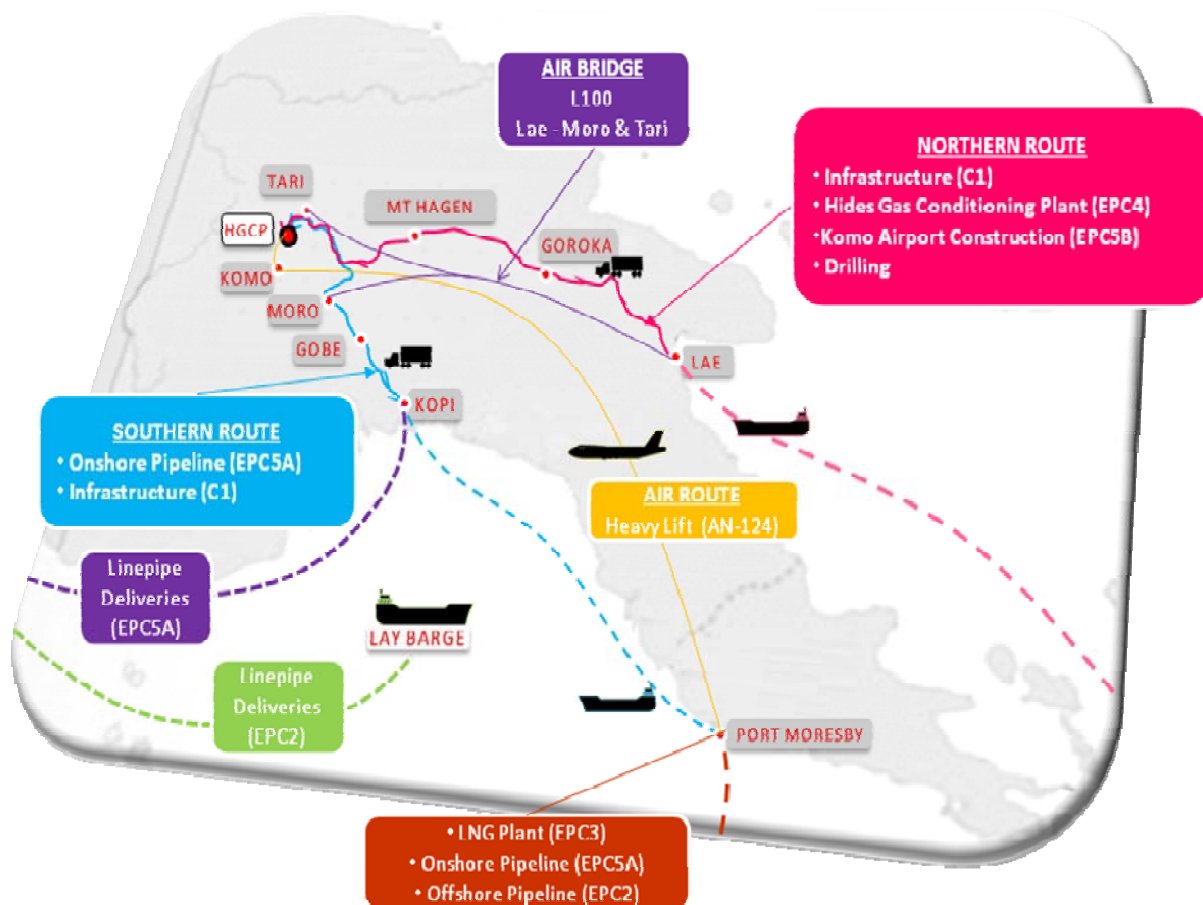 AIR BRIDGE
L100
Lae - Moro & Tari
NORTHERN ROUTE
• Infrastructure (C1)
• Hides Gas Conditioning Plant (EPC4)
• Komo Airport Construction (EPC5B)
• Drilling
TARI
MT HAGEN
HGCP
GOROKA
KOMO
MORO
GOBE
LAE
KOPI
SOUTHERN ROUTE
• Onshore Pipeline (EPC5A)
• Infrastructure (C1)
AIR ROUTE
Heavy Lift (AN-124)
Linepipe
Deliveries
(EPC5A)
LAY BARGE
Linepipe
Deliveries
(EPC2)
PORT MORESBY
• LNG Plant (EPC3)
• Onshore Pipeline (EPC5A)
• Offshore Pipeline (EPC2)